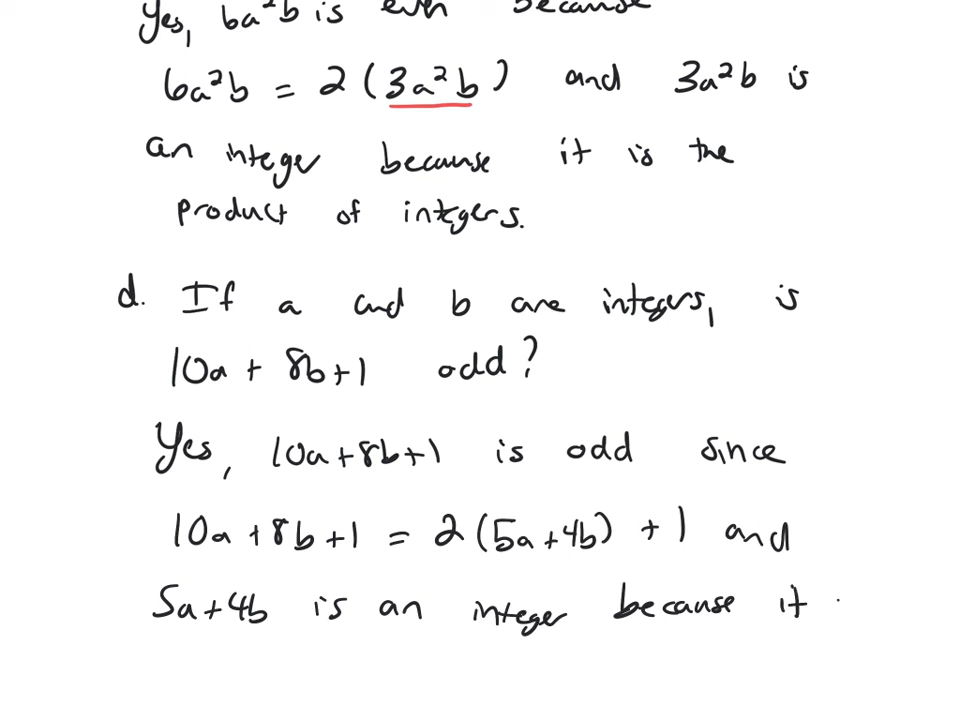 Yes, 6a²b is even because
6a²b = 2 (3a²b) and 3a²b is
an integer because it is the
product of integers.
d. If a and b are integers, is
10a + 8b+1 odd?
Yes, 10a+8b+1 is odd since
10a+8b+1 = 2(5a+4b) + 1 and
5a+4b is an integer because it